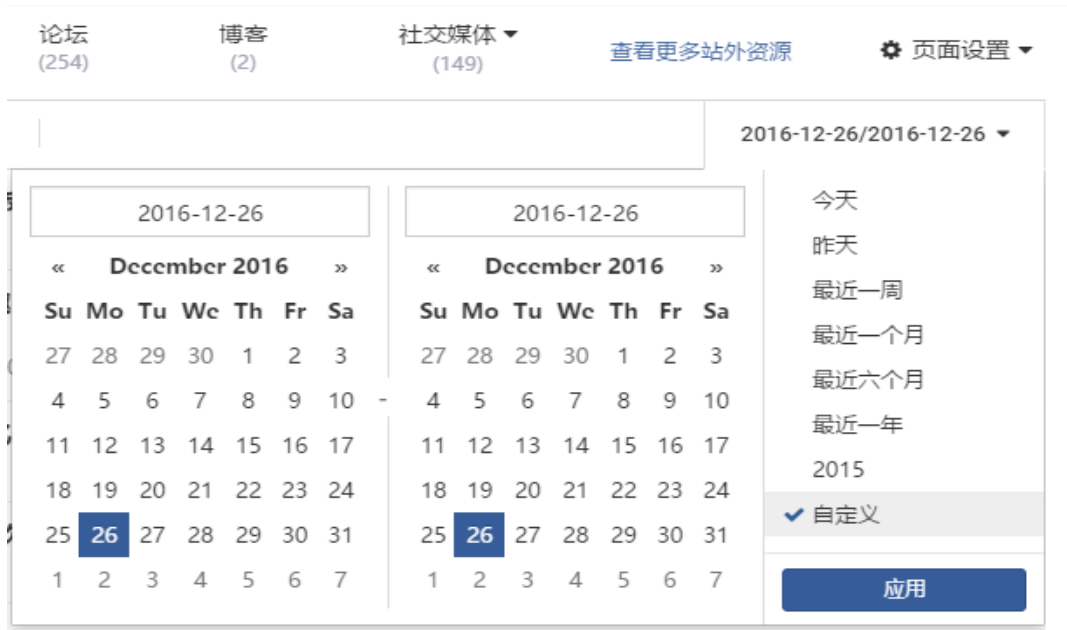 论坛 博客 社交媒体 查看更多站外资源 页面设置
(254) (2) (149)
2016-12-26/2016-12-26
2016-12-26 2016-12-26
« December 2016 » « December 2016 »
Su Mo Tu We Th Fr Sa Su Mo Tu We Th Fr Sa
27 28 29 30 1 2 3 27 28 29 30 1 2 3
4 5 6 7 8 9 10 - 4 5 6 7 8 9 10
11 12 13 14 15 16 17 11 12 13 14 15 16 17
18 19 20 21 22 23 24 18 19 20 21 22 23 24
25 26 27 28 29 30 31 25 26 27 28 29 30 31
1 2 3 4 5 6 7 1 2 3 4 5 6 7
今天
昨天
最近一周
最近一个月
最近六个月
最近一年
2015
自定义
应用